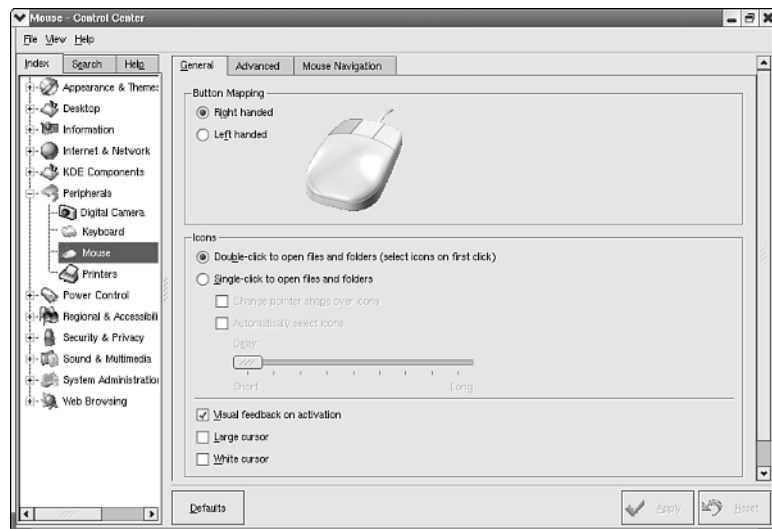 Mouse - Control Center
File View Help
Index Search Help
Appearance & Themes
Desktop
Information
Internet & Network
KDE Components
Peripherals
Digital Camera
Keyboard
Mouse
Printers
Power Control
Regional & Accessibili
Security & Privacy
Sound & Multimedia
System Administratio
Web Browsing
General Advanced Mouse Navigation
Button Mapping
Right handed
Left handed
Icons
Double-click to open files and folders (select icons on first click)
Single-click to open files and folders
Change pointer shape over icons
Automatically select icons
Delay:
Short Long
Visual feedback on activation
Large cursor
White cursor
Defaults Apply Reset